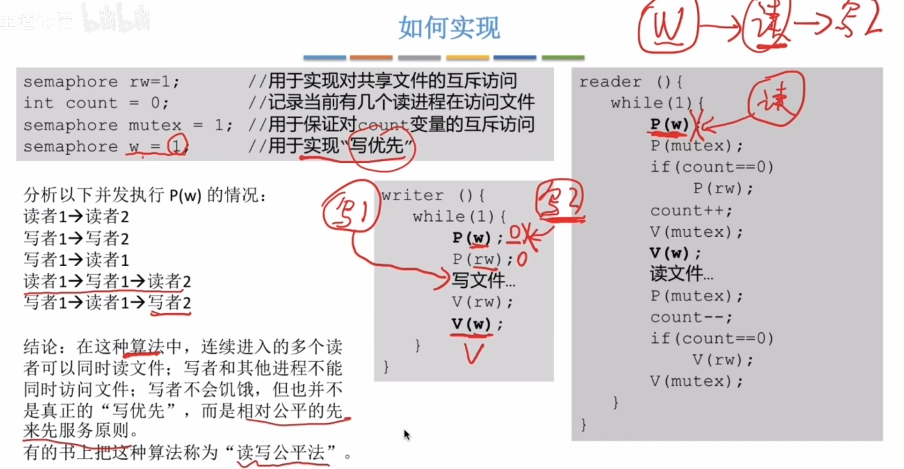 bilibili
如何实现
W → 读 → 写2
semaphore rw=1; //用于实现对共享文件的互斥访问
int count = 0; //记录当前有几个读进程在访问文件
semaphore mutex = 1; //用于保证对count变量的互斥访问
semaphore w = 1; //用于实现“写优先”
分析以下并发执行 P(w) 的情况：
读者1→读者2
写者1→写者2
写者1→读者1
读者1→写者1→读者2
写者1→读者1→写者2
结论：在这种算法中，连续进入的多个读
者可以同时读文件；写者和其他进程不能
同时访问文件；写者不会饥饿，但也并不
是真正的“写优先”，而是相对公平的先
来先服务原则。
有的书上把这种算法称为“读写公平法”。
写1
写2
writer (){
while(1){
P(w); 0
P(rw); 0
写文件…
V(rw);
V(w);
V
}
}
reader (){
while(1){
P(w); 读
P(mutex);
if(count==0)
P(rw);
count++;
V(mutex);
V(w);
读文件…
P(mutex);
count--;
if(count==0)
V(rw);
V(mutex);
}
}